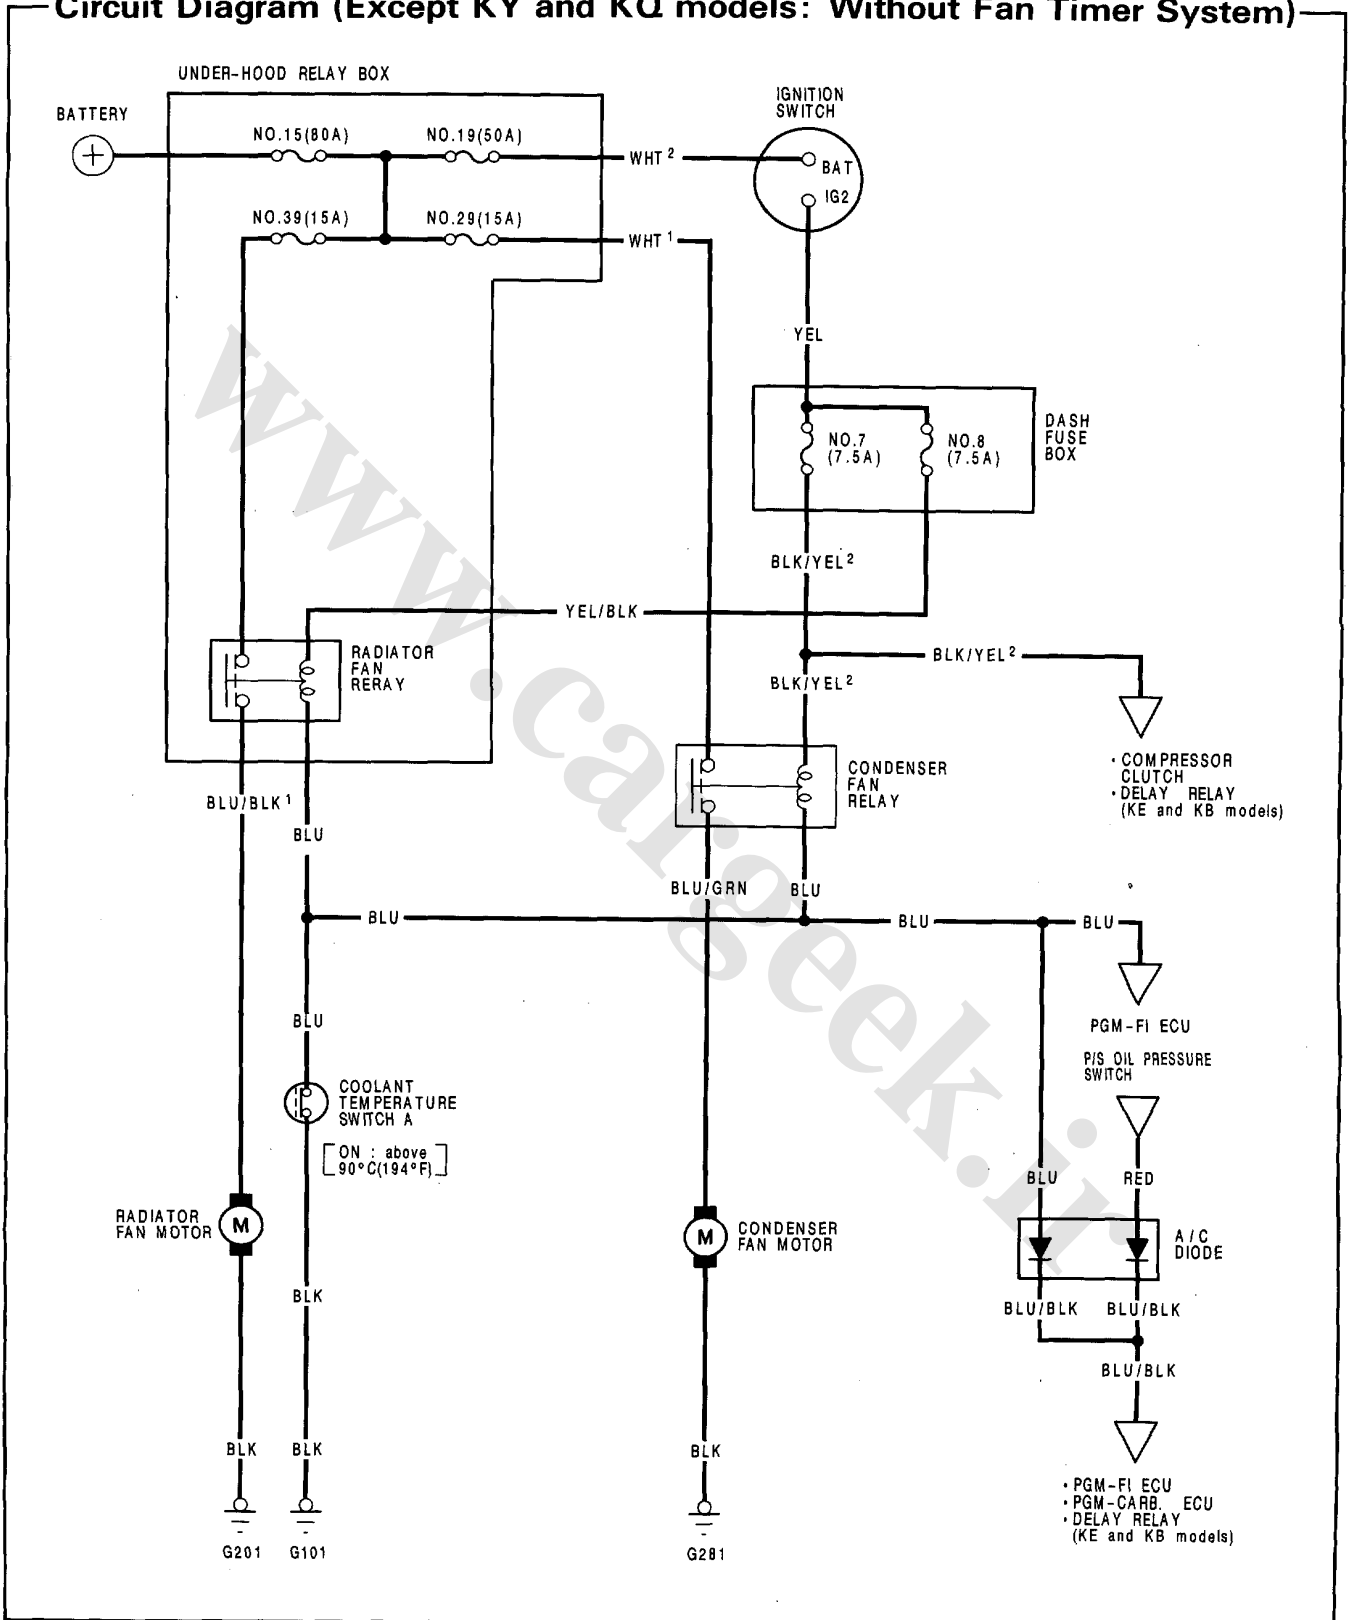 Circuit Diagram (Except KY and KQ models: Without Fan Timer System)
UNDER-HOOD RELAY BOX
BATTERY
IGNITION
SWITCH
NO.15(80A)
NO.19(50A)
WHT 2
BAT
IG2
NO.39(15A)
NO.29(15A)
WHT 1
YEL
DASH
FUSE
BOX
NO.7
(7.5A)
NO.8
(7.5A)
BLK/YEL 2
YEL/BLK
RADIATOR
FAN
RERAY
BLK/YEL 2
BLK/YEL 2
• COMPRESSOR
CLUTCH
• DELAY RELAY
(KE and KB models)
CONDENSER
FAN
RELAY
BLU/BLK 1
BLU
BLU/GRN
BLU
BLU
BLU
BLU
PGM-FI ECU
BLU
P/S OIL PRESSURE
SWITCH
COOLANT
TEMPERATURE
SWITCH A
[ON : above
90°C(194°F)]
BLU
RED
RADIATOR
FAN MOTOR
M
M
CONDENSER
FAN MOTOR
A/C
DIODE
BLK
BLU/BLK
BLU/BLK
BLU/BLK
BLK
BLK
BLK
• PGM-FI ECU
• PGM-CARB. ECU
• DELAY RELAY
(KE and KB models)
G201
G101
G281
www.cargeek.ir